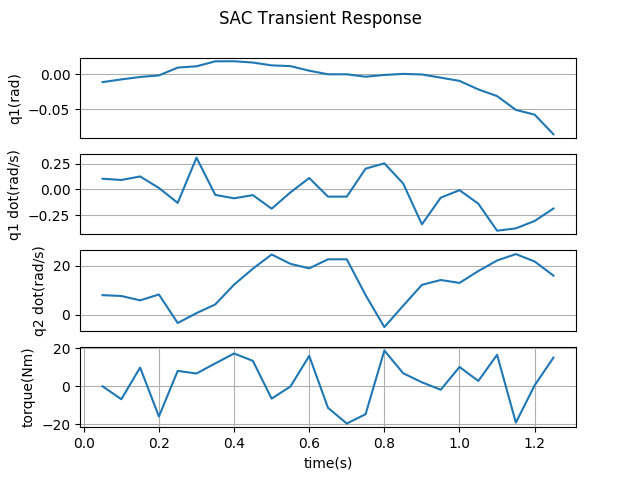 SAC Transient Response
0.00
−0.05
q1(rad)
0.25
0.00
−0.25
q1 dot(rad/s)
20
0
q2 dot(rad/s)
20
0
−20
torque(Nm)
0.0 0.2 0.4 0.6 0.8 1.0 1.2
time(s)